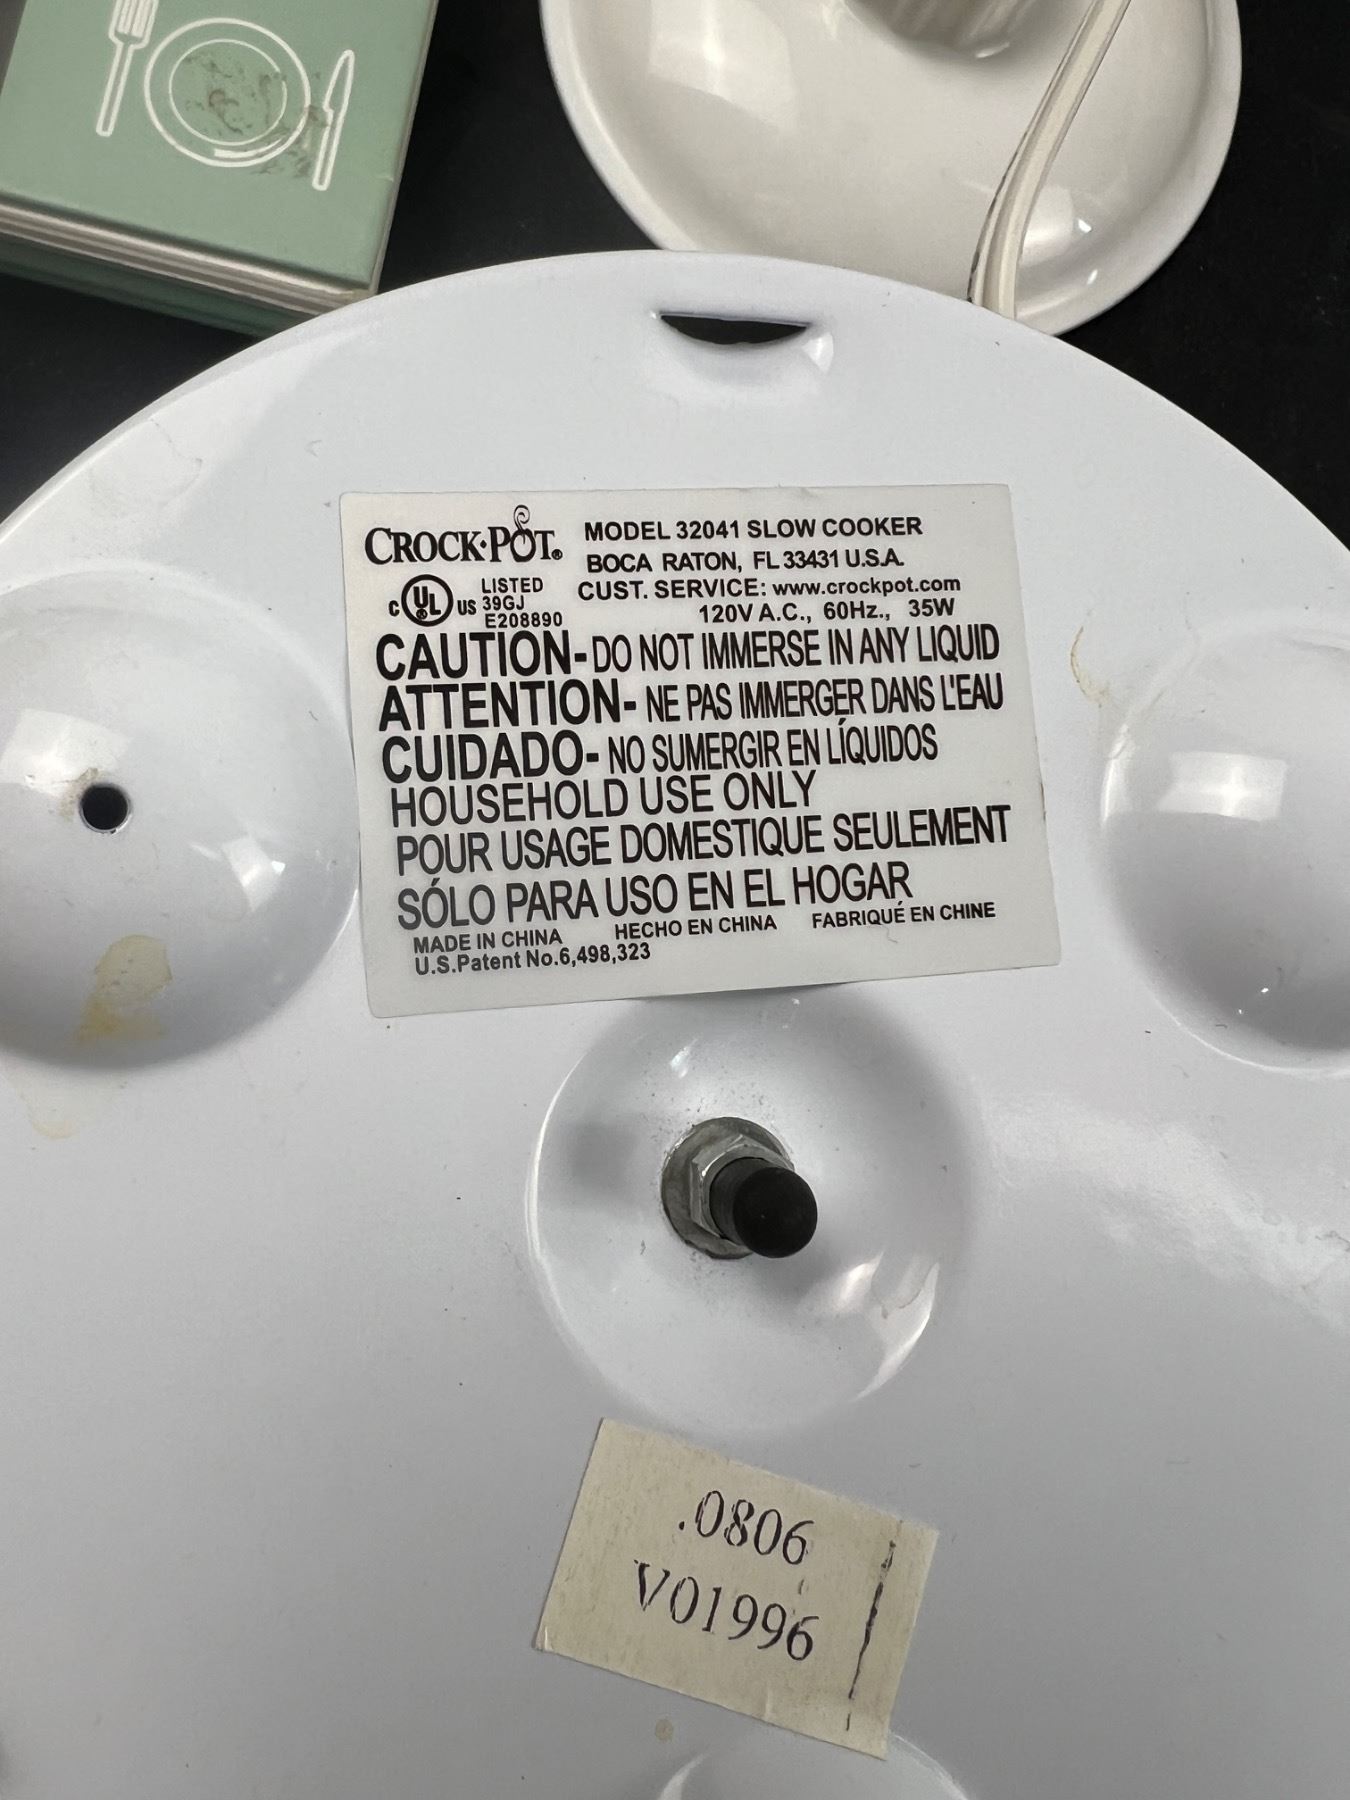 CROCK·POT®
MODEL 32041 SLOW COOKER
BOCA RATON, FL 33431 U.S.A.
CUST. SERVICE: www.crockpot.com
120V A.C., 60Hz., 35W
C UL® US LISTED
39GJ
E208890
CAUTION- DO NOT IMMERSE IN ANY LIQUID
ATTENTION- NE PAS IMMERGER DANS L'EAU
CUIDADO- NO SUMERGIR EN LÍQUIDOS
HOUSEHOLD USE ONLY
POUR USAGE DOMESTIQUE SEULEMENT
SÓLO PARA USO EN EL HOGAR
MADE IN CHINA HECHO EN CHINA FABRIQUÉ EN CHINE
U.S.Patent No.6,498,323
.0806
V01996